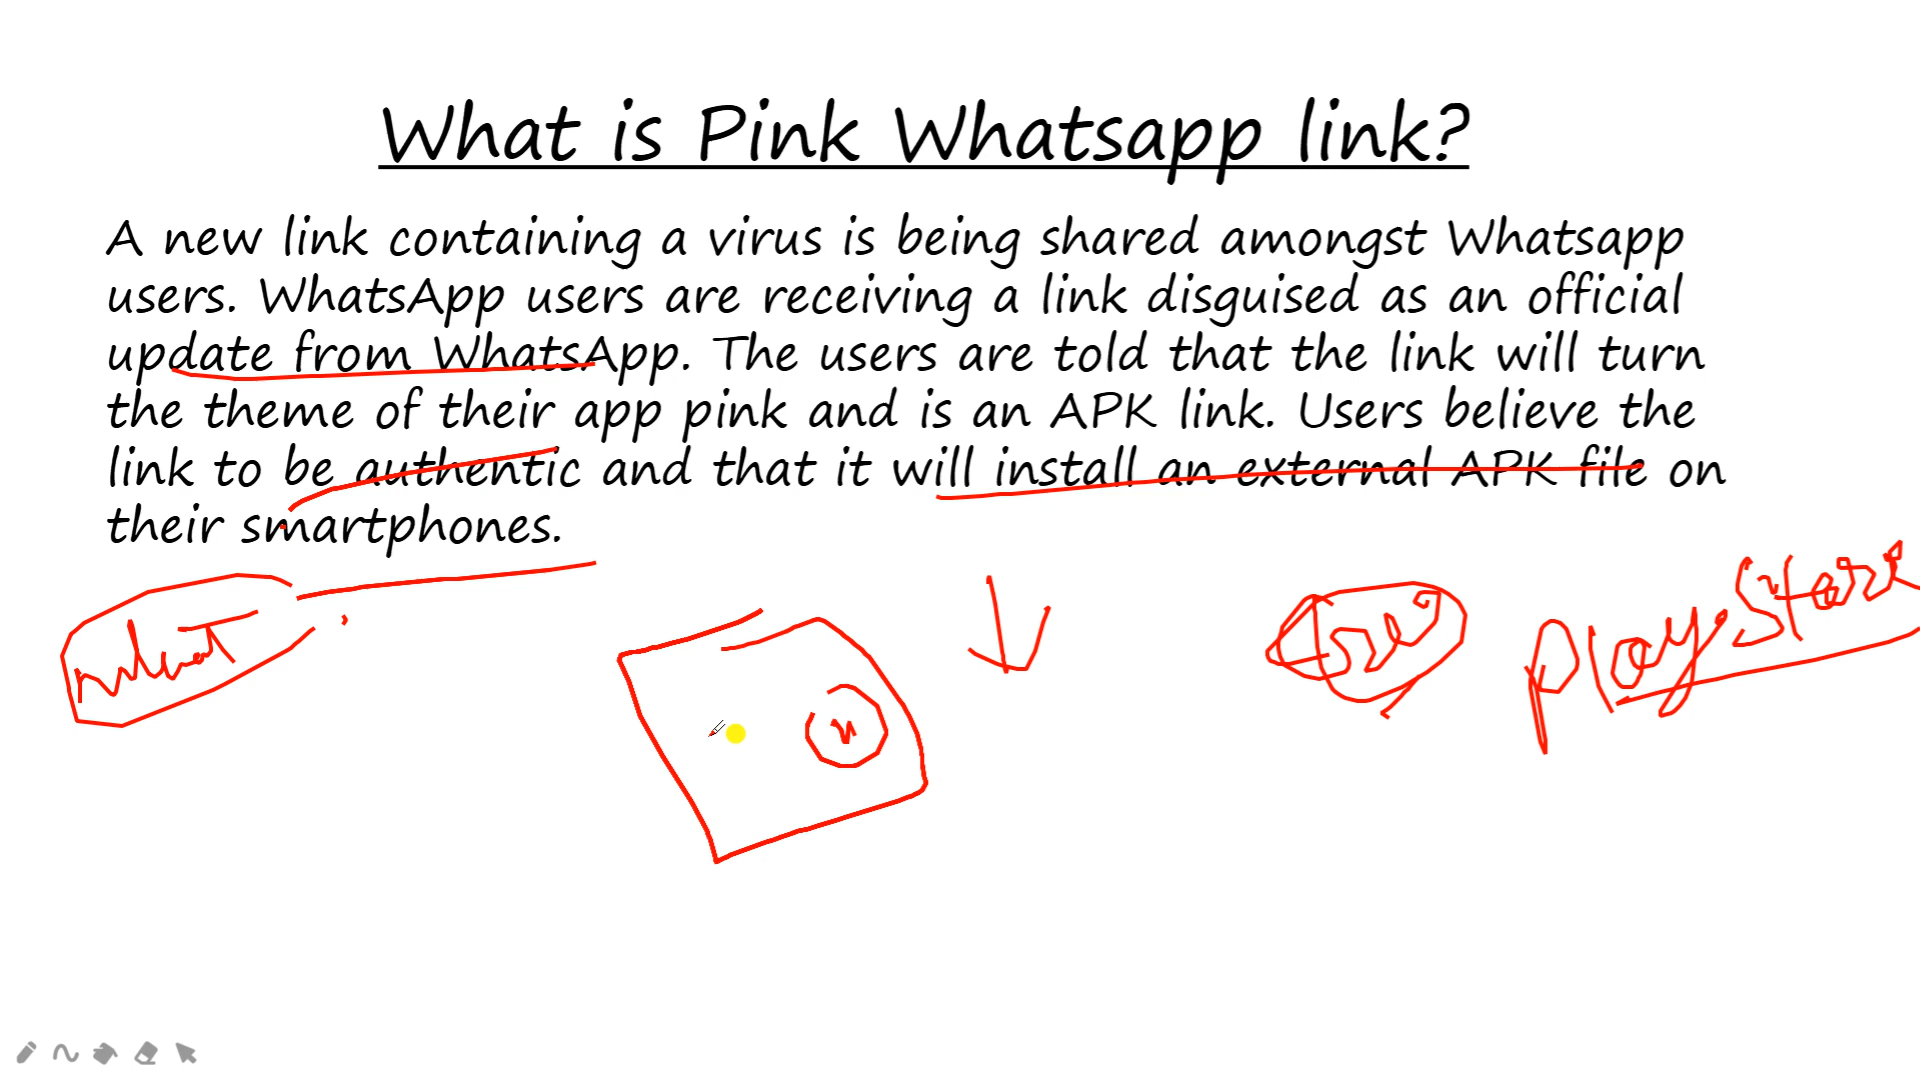 What is Pink Whatsapp link?
A new link containing a virus is being shared amongst Whatsapp
users. WhatsApp users are receiving a link disguised as an official
update from WhatsApp. The users are told that the link will turn
the theme of their app pink and is an APK link. Users believe the
link to be authentic and that it will install an external APK file on
their smartphones.
what
Play Store